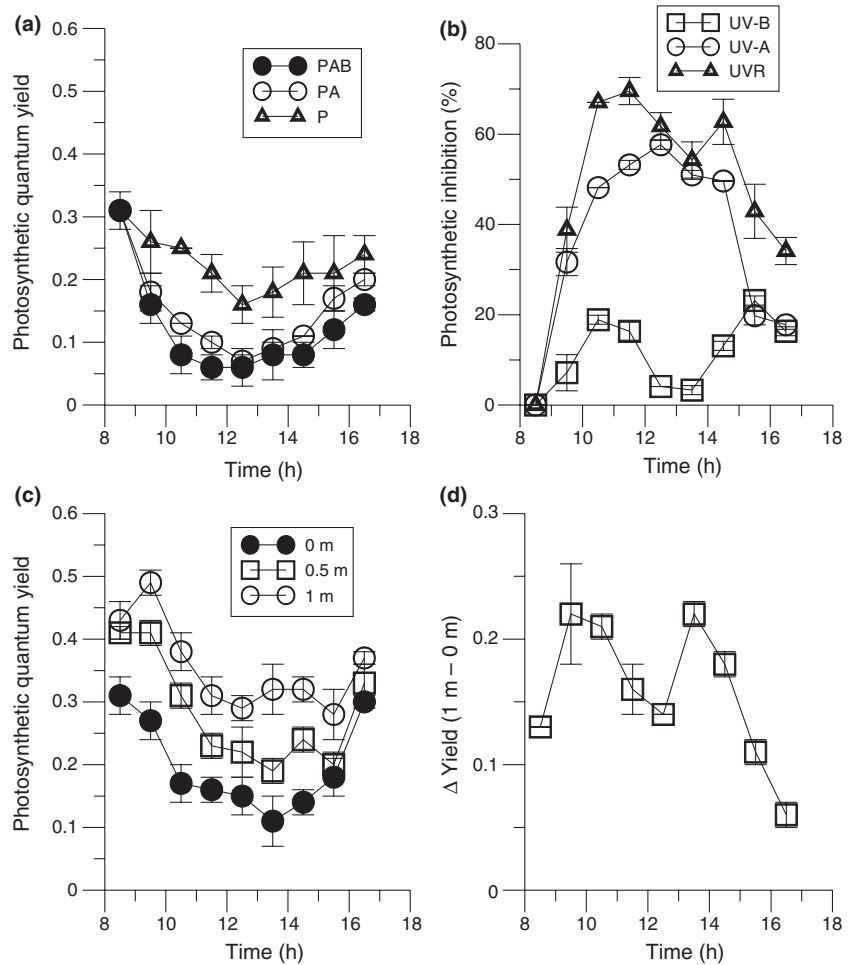 (a)
0.6
0.5
0.4
0.3
0.2
0.1
0
Photosynthetic quantum yield
PAB
PA
P
8 10 12 14 16 18
Time (h)
(b)
80
60
40
20
0
Photosynthetic inhibition (%)
UV-B
UV-A
UVR
8 10 12 14 16 18
Time (h)
(c)
0.6
0.5
0.4
0.3
0.2
0.1
0
Photosynthetic quantum yield
0 m
0.5 m
1 m
8 10 12 14 16 18
Time (h)
(d)
0.3
0.2
0.1
0
Δ Yield (1 m – 0 m)
8 10 12 14 16 18
Time (h)